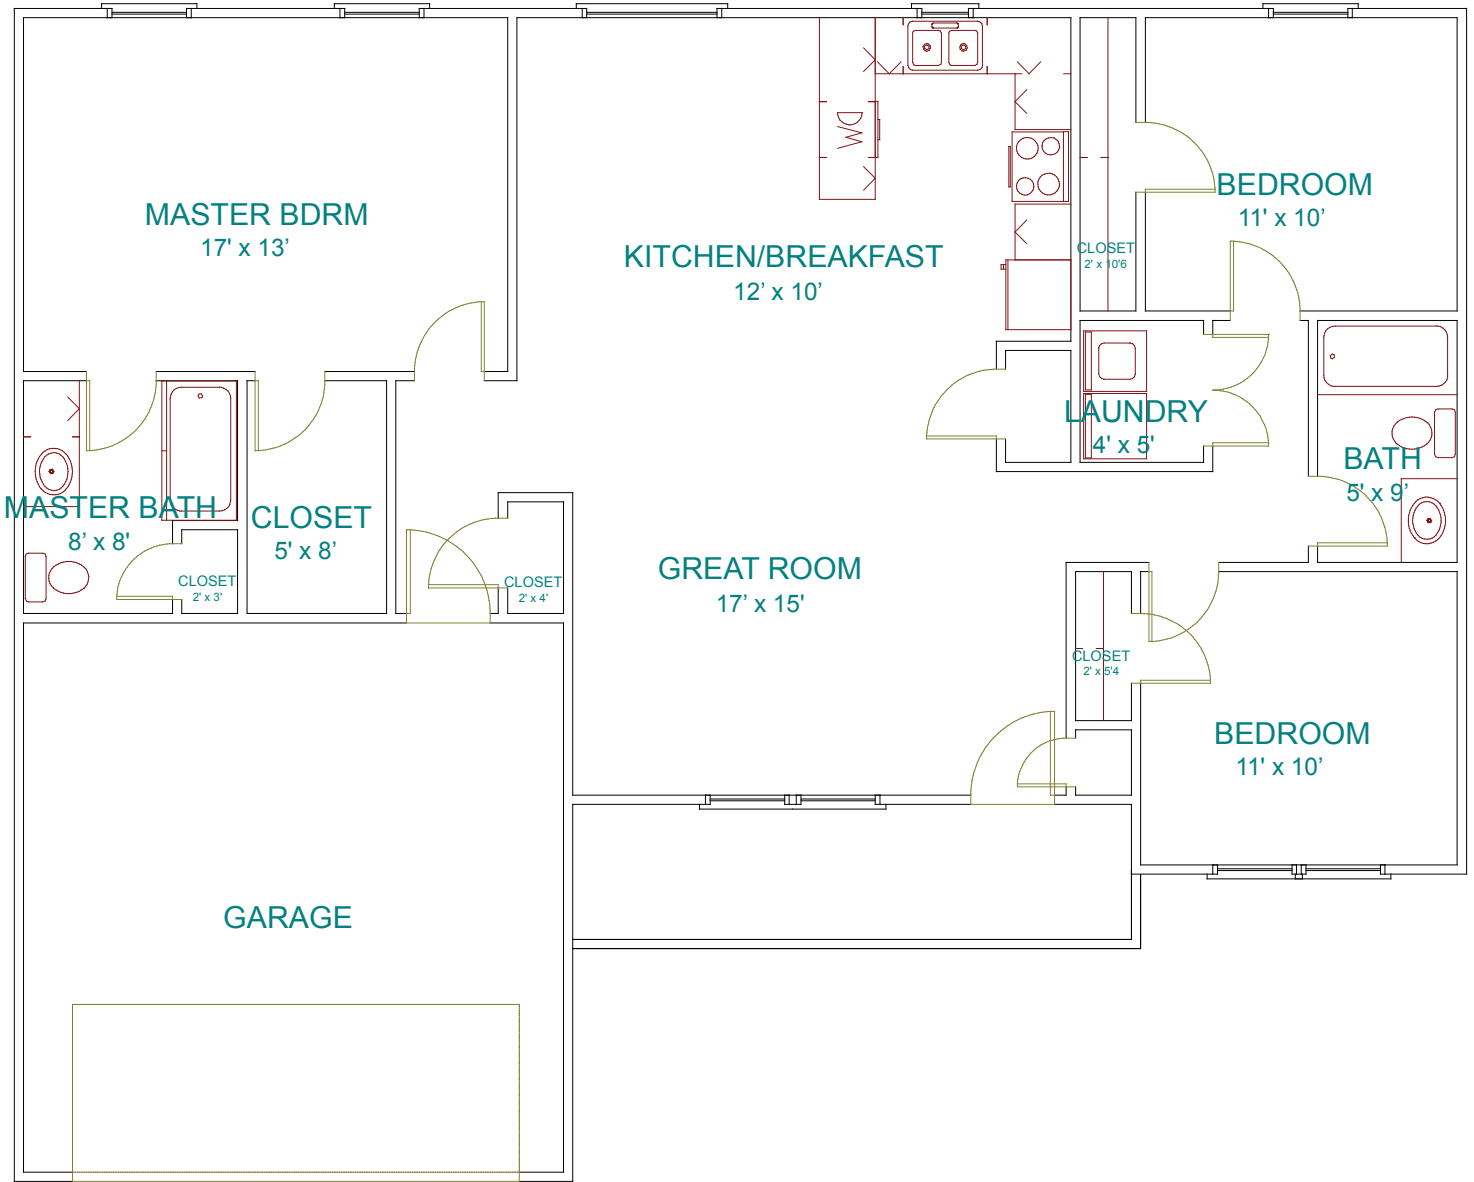 MASTER BDRM
17' x 13’
KITCHEN/BREAKFAST
12’ x 10’
DW
BEDROOM
11' x 10’
CLOSET
2' x 10'6
LAUNDRY
4' x 5'
BATH
5' x 9’
MASTER BATH
8’ x 8'
CLOSET
5' x 8’
CLOSET
2' x 3'
CLOSET
2' x 4'
GREAT ROOM
17’ x 15'
CLOSET
2' x 5'4
BEDROOM
11' x 10’
GARAGE